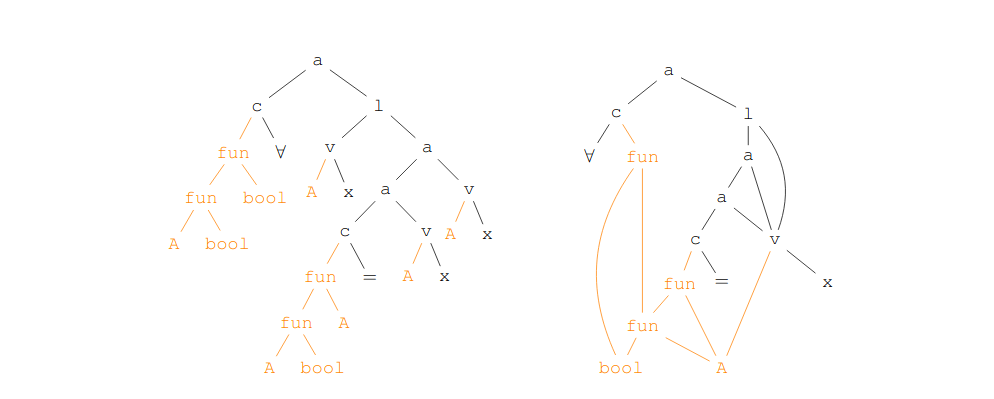 a
c l
fun ∀ v a
fun bool A x a v
A bool c v A x
fun = A x
fun A
A bool
a
c l
∀ fun a
a
c v
fun = x
fun
bool A